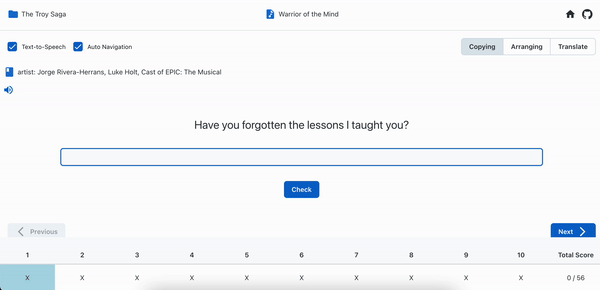 The Troy Saga
Warrior of the Mind
Text-to-Speech
Auto Navigation
Copying
Arranging
Translate
artist: Jorge Rivera-Herrans, Luke Holt, Cast of EPIC: The Musical
Have you forgotten the lessons I taught you?
Check
Previous
Next
1 2 3 4 5 6 7 8 9 10 Total Score
X X X X X X X X X X 0 / 56